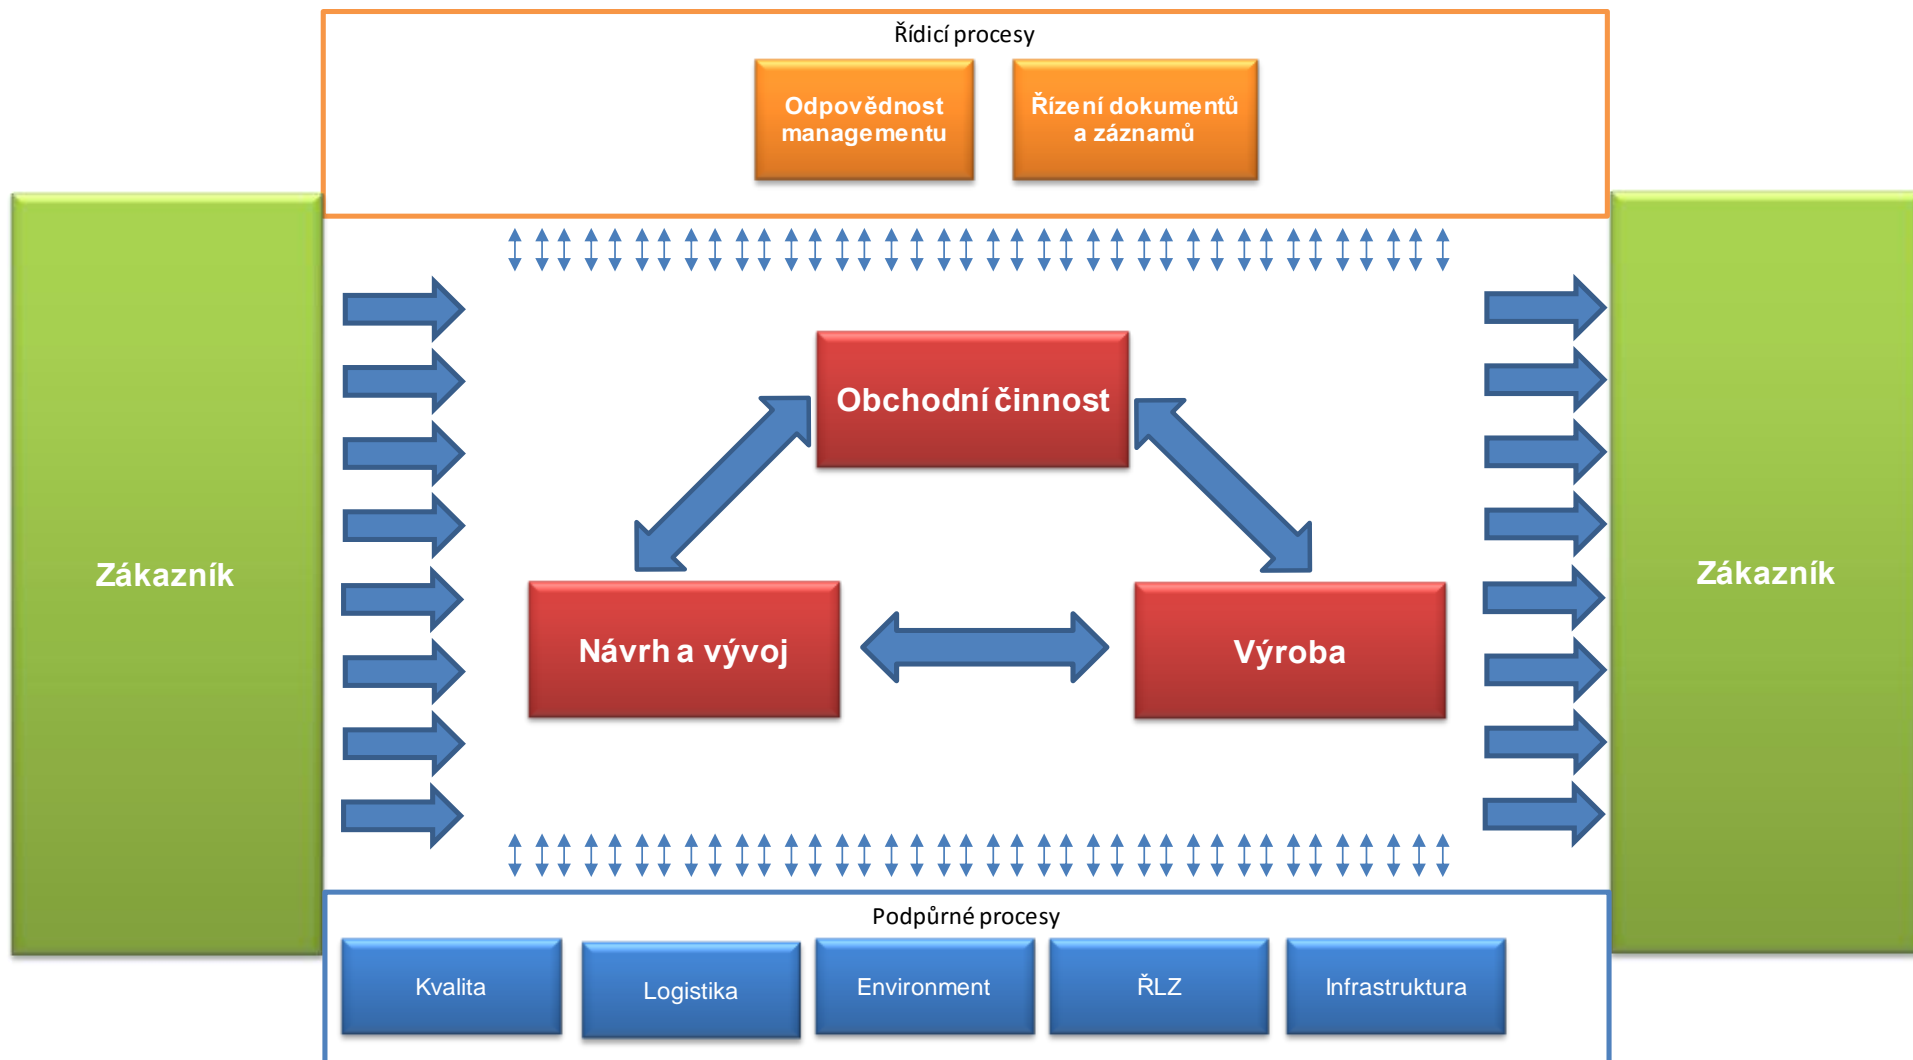 Řídicí procesy
Odpovědnost
managementu
Řízení dokumentů
a záznamů
Zákazník
Obchodní činnost
Návrh a vývoj
Výroba
Zákazník
Podpůrné procesy
Kvalita
Logistika
Environment
ŘLZ
Infrastruktura